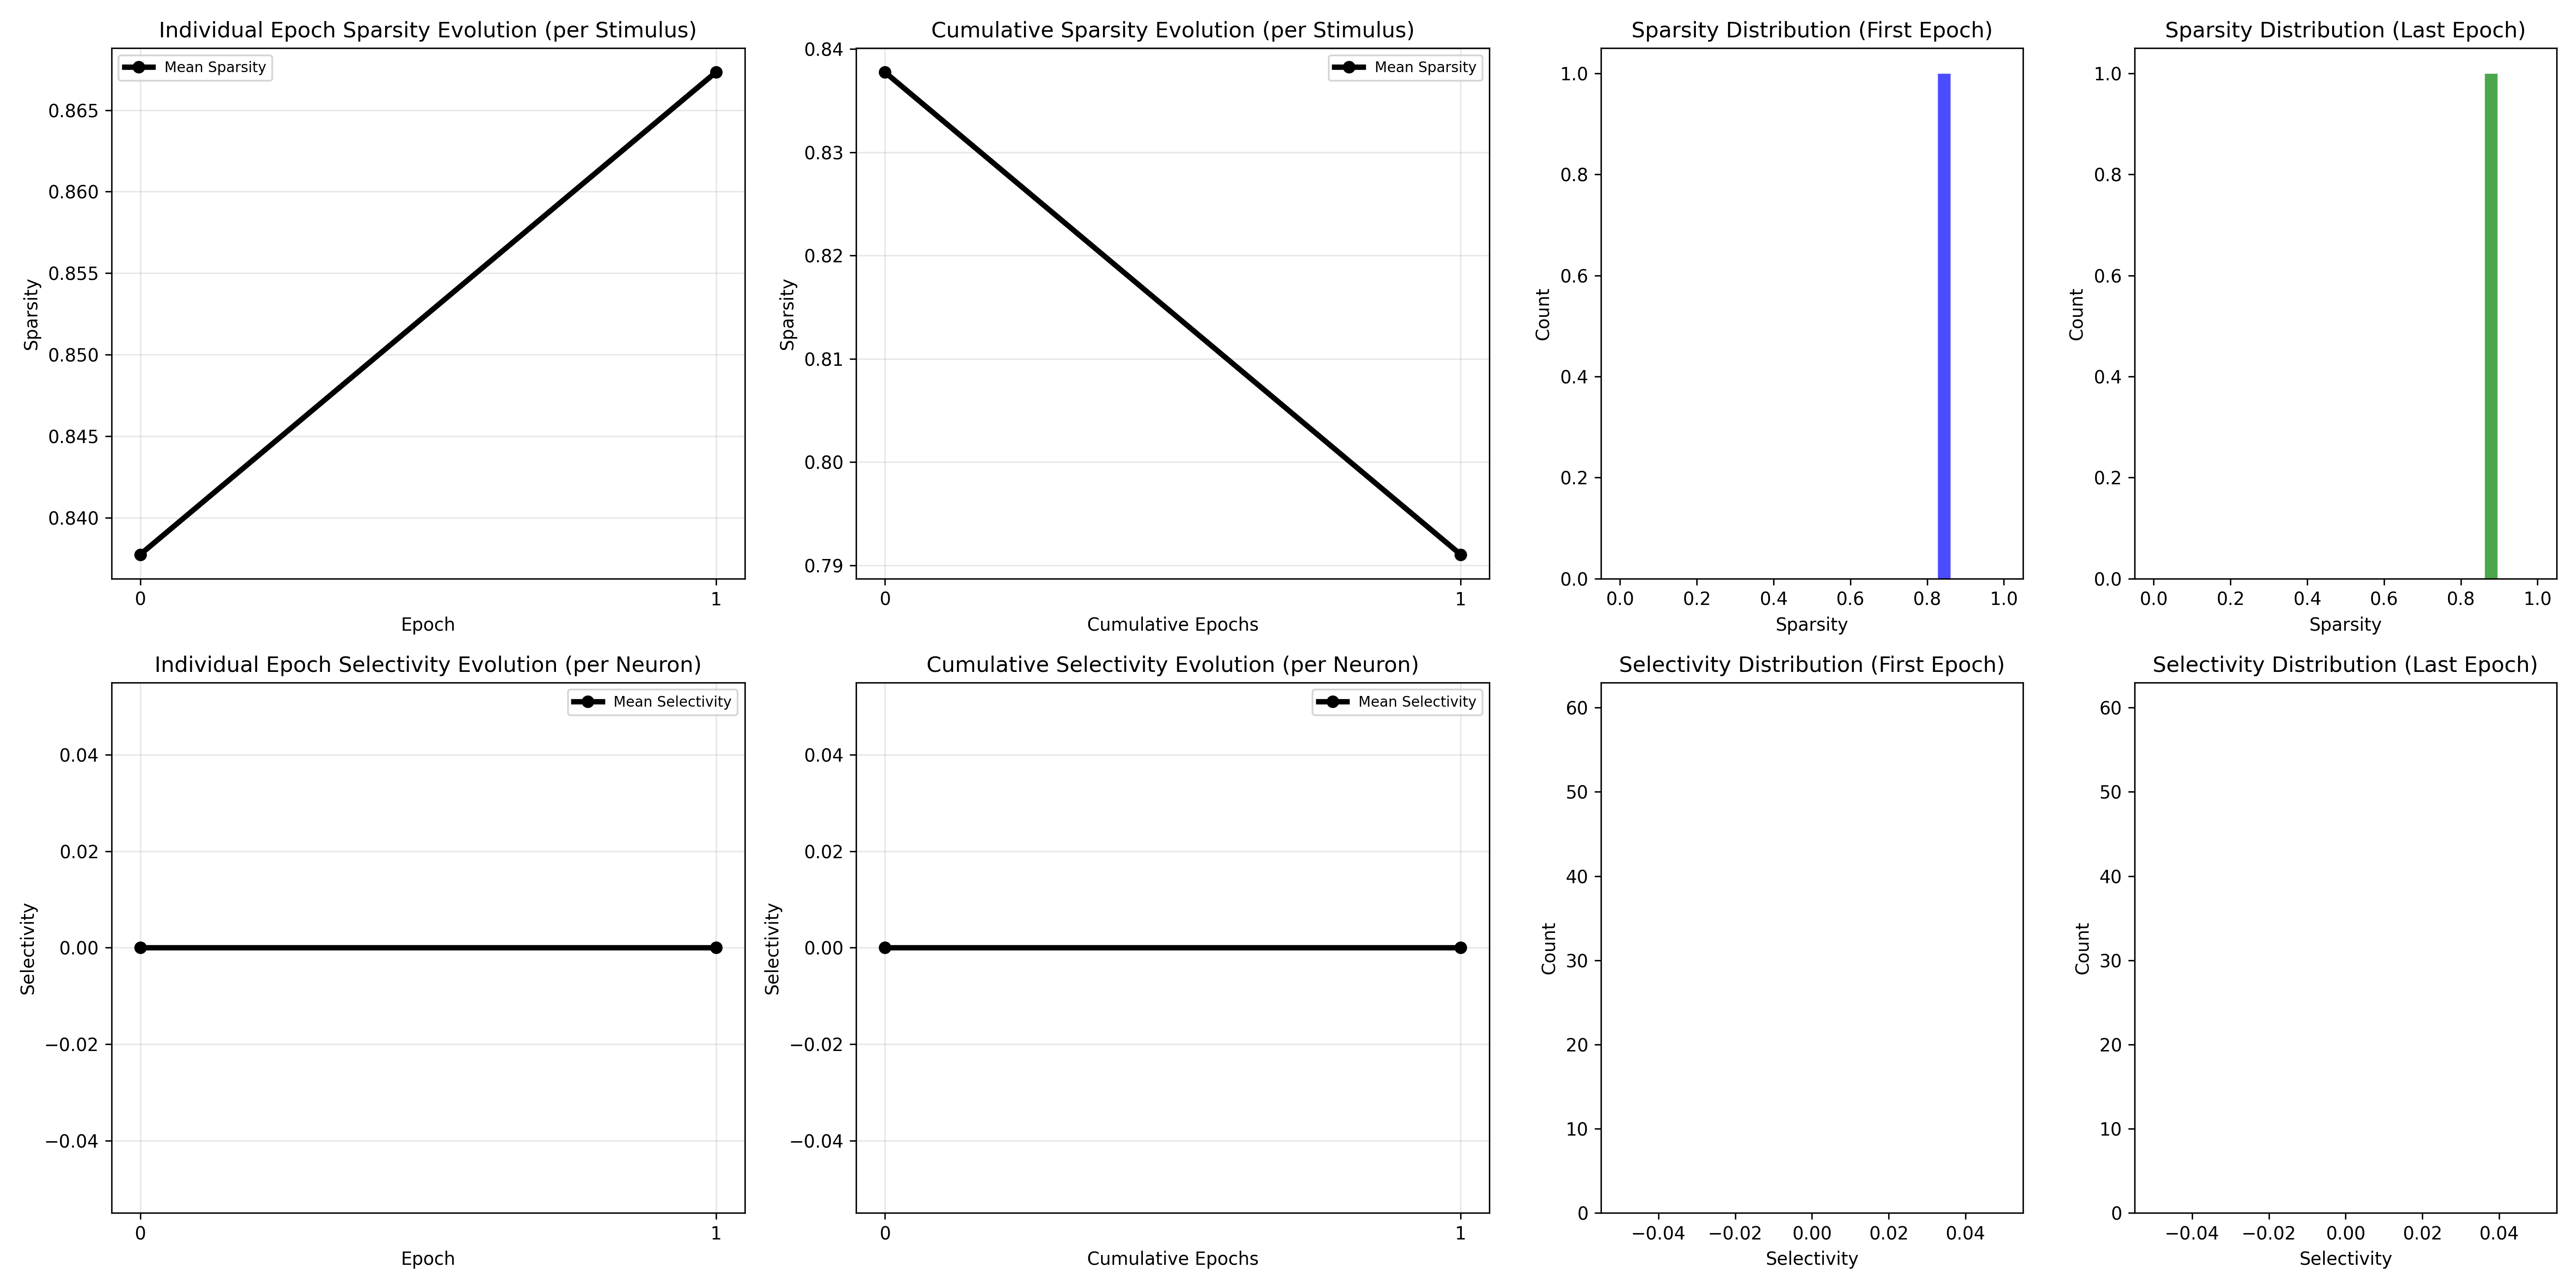 Individual Epoch Sparsity Evolution (per Stimulus)
Mean Sparsity
0.865
0.860
0.855
0.850
0.845
0.840
Sparsity
0
1
Epoch
Cumulative Sparsity Evolution (per Stimulus)
Mean Sparsity
0.84
0.83
0.82
0.81
0.80
0.79
Sparsity
0
1
Cumulative Epochs
Sparsity Distribution (First Epoch)
1.0
0.8
0.6
0.4
0.2
0.0
Count
0.0
0.2
0.4
0.6
0.8
1.0
Sparsity
Sparsity Distribution (Last Epoch)
1.0
0.8
0.6
0.4
0.2
0.0
Count
0.0
0.2
0.4
0.6
0.8
1.0
Sparsity
Individual Epoch Selectivity Evolution (per Neuron)
Mean Selectivity
0.04
0.02
0.00
−0.02
−0.04
Selectivity
0
1
Epoch
Cumulative Selectivity Evolution (per Neuron)
Mean Selectivity
0.04
0.02
0.00
−0.02
−0.04
Selectivity
0
1
Cumulative Epochs
Selectivity Distribution (First Epoch)
60
50
40
30
20
10
0
Count
−0.04
−0.02
0.00
0.02
0.04
Selectivity
Selectivity Distribution (Last Epoch)
60
50
40
30
20
10
0
Count
−0.04
−0.02
0.00
0.02
0.04
Selectivity